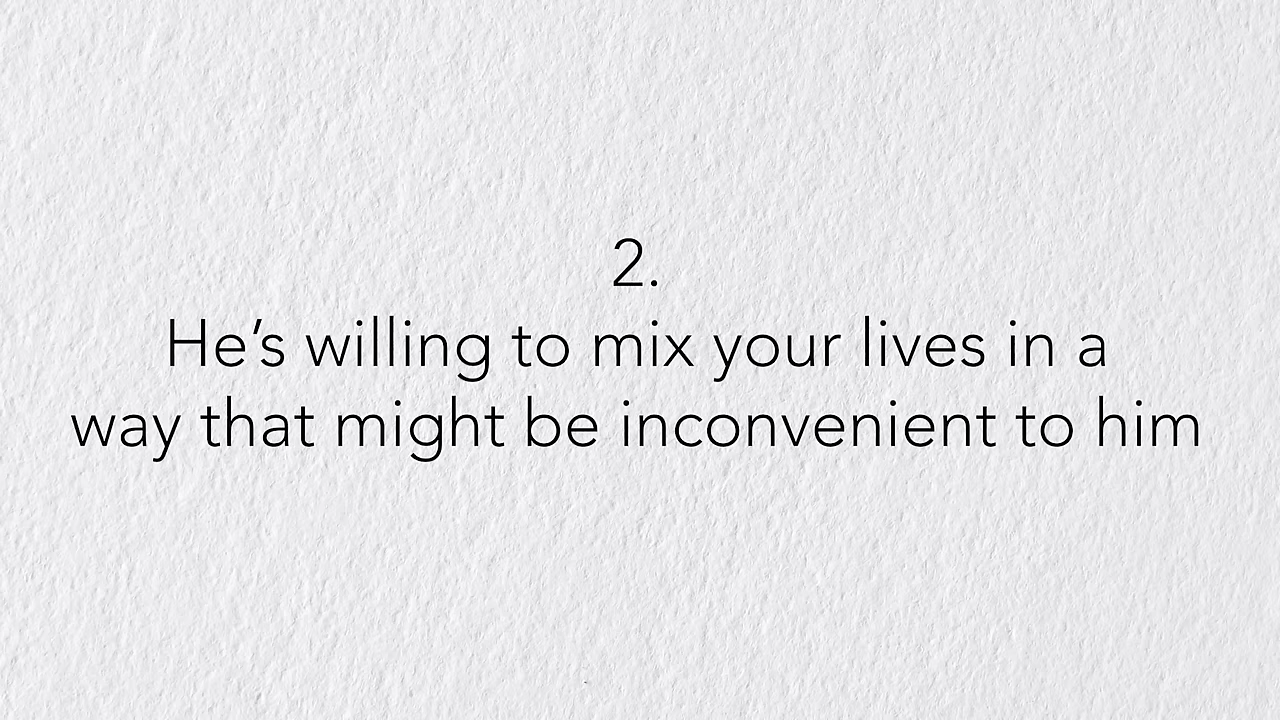 2.
He’s willing to mix your lives in a
way that might be inconvenient to him